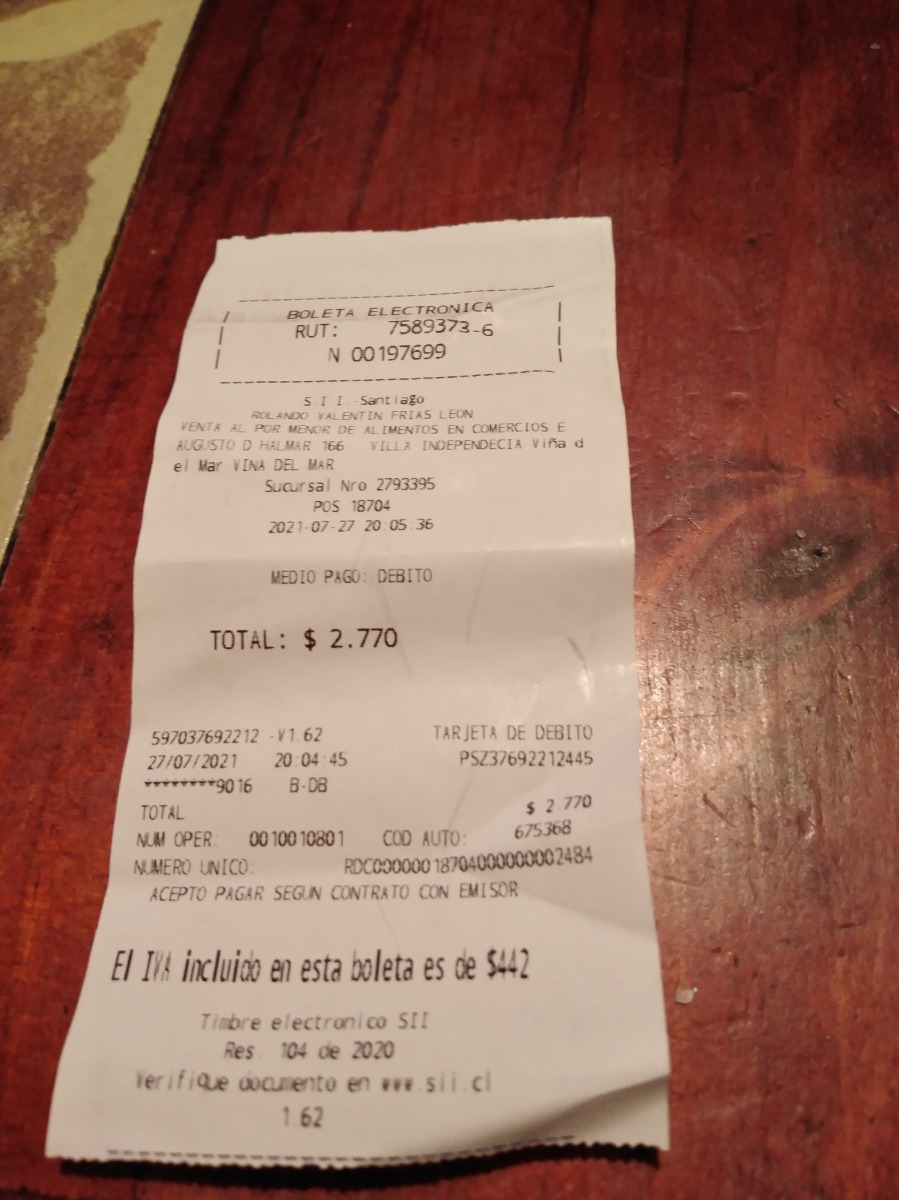 BOLETA ELECTRONICA
RUT: 7589373-6
N 00197699
S.I.I.-Santiago
ROLANDO VALENTIN FRIAS LEON
VENTA AL POR MENOR DE ALIMENTOS EN COMERCIOS E
AUGUSTO D HALMAR 166 VILLA INDEPENDECIA Viña d
el Mar VINA DEL MAR
Sucursal Nro 2793395
POS 18704
2021-07-27 20:05:36
MEDIO PAGO: DEBITO
TOTAL: $ 2.770
597037692212 -V1.62 TARJETA DE DEBITO
27/07/2021 20:04:45 PSZ37692212445
********9016 B-DB
TOTAL $ 2.770
NUM OPER: 0010010801 COD AUTO: 675368
NUMERO UNICO: RDC000000187040000000002484
ACEPTO PAGAR SEGUN CONTRATO CON EMISOR
El IVA incluido en esta boleta es de $442
Timbre electronico SII
Res. 104 de 2020
Verifique documento en www.sii.cl
1.62